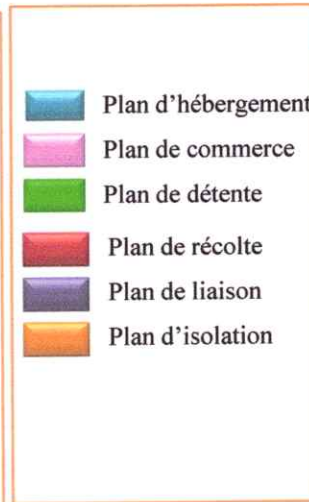 Plan d'hébergement
Plan de commerce
Plan de détente
Plan de récolte
Plan de liaison
Plan d'isolation